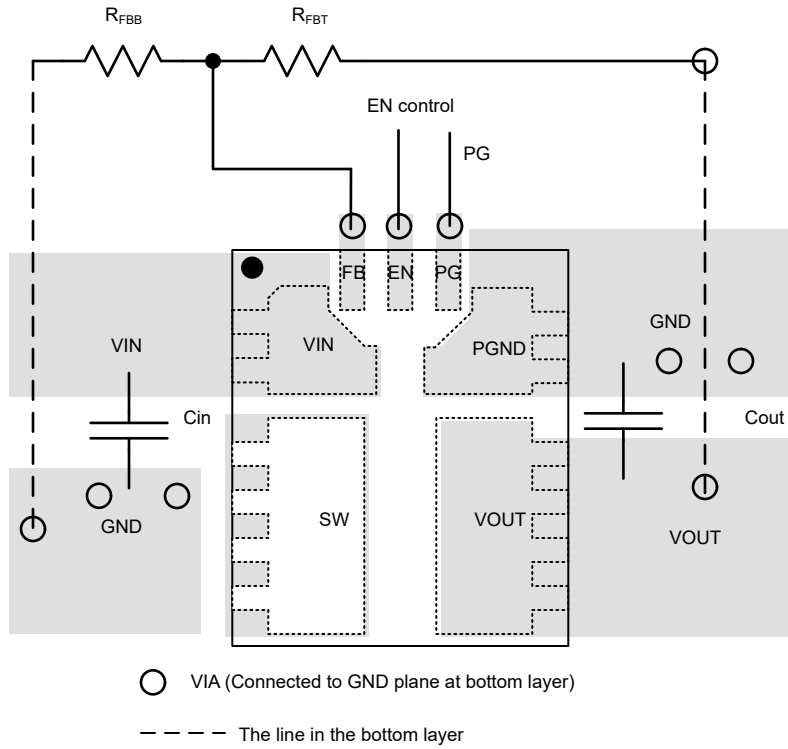 RFBB
RFBT
EN control
PG
FB
EN
PG
GND
VIN
VIN
PGND
Cin
Cout
SW
VOUT
GND
VOUT
VIA (Connected to GND plane at bottom layer)
The line in the bottom layer